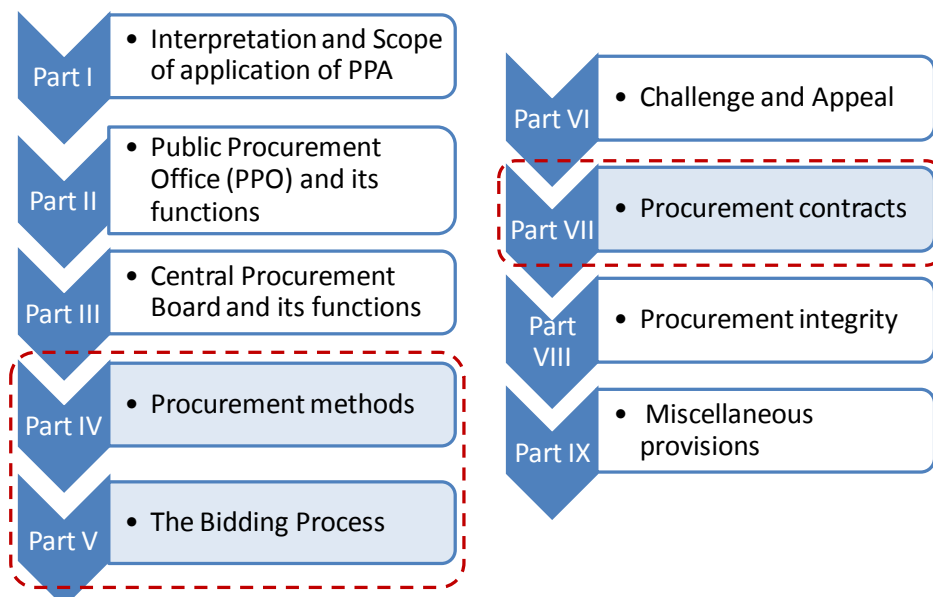 Part I
• Interpretation and Scope
of application of PPA
Part II
• Public Procurement
Office (PPO) and its
functions
Part III
• Central Procurement
Board and its functions
Part IV
• Procurement methods
Part V
• The Bidding Process
Part VI
• Challenge and Appeal
Part VII
• Procurement contracts
Part
VIII
• Procurement integrity
Part IX
• Miscellaneous
provisions